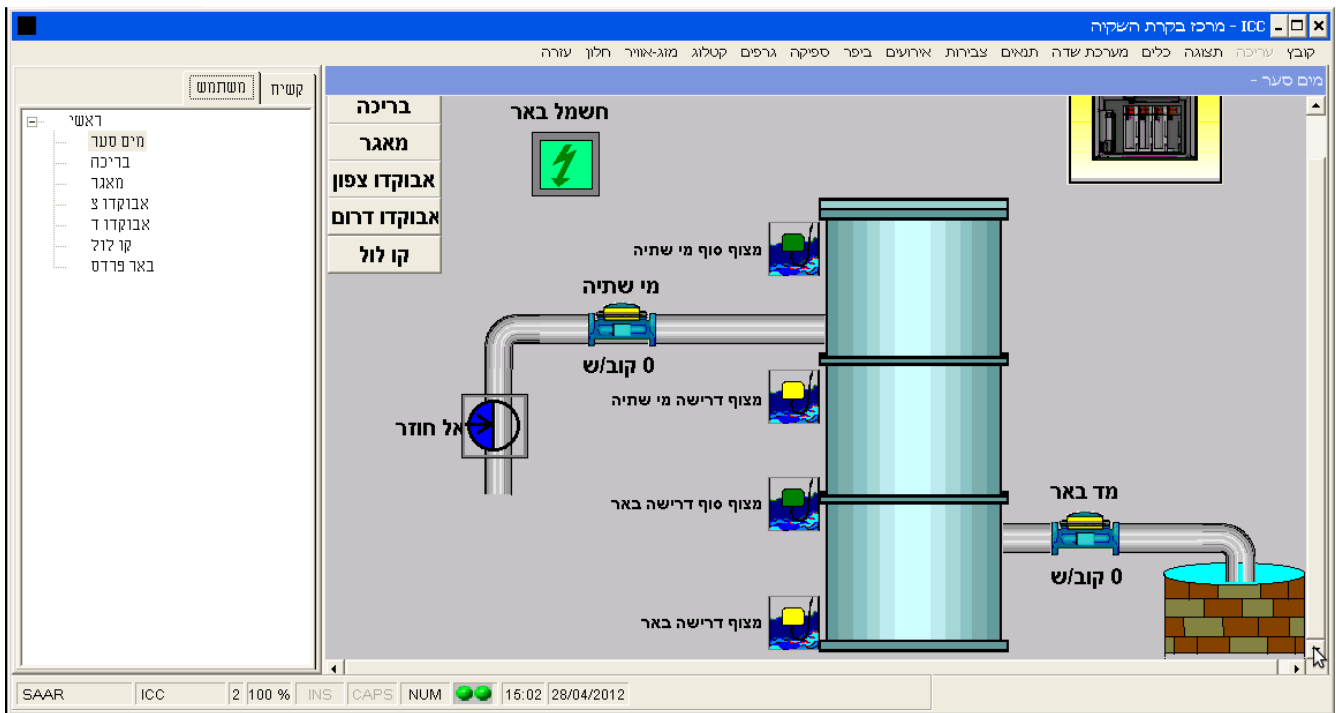 ICC - מרכז בקרת השקיה
קובץ עריכה תצוגה כלים מערכת שדה תנאים צבירות אירועים ביפר ספיקה גרפים קטלוג מזג-אוויר חלון עזרה
מים סער -
קשיח משתמש
ראשי
מים סער
בריכה
מאגר
אבוקדו צ
אבוקדו ד
קו לול
באר פרדס
בריכה
מאגר
אבוקדו צפון
אבוקדו דרום
קו לול
חשמל באר
מצוף סוף מי שתיה
מי שתיה
0 קוב/ש
מצוף דרישה מי שתיה
אל חוזר
מצוף סוף דרישה באר
מד באר
0 קוב/ש
מצוף דרישה באר
SAAR ICC 2 100 % INS CAPS NUM 15:02 28/04/2012